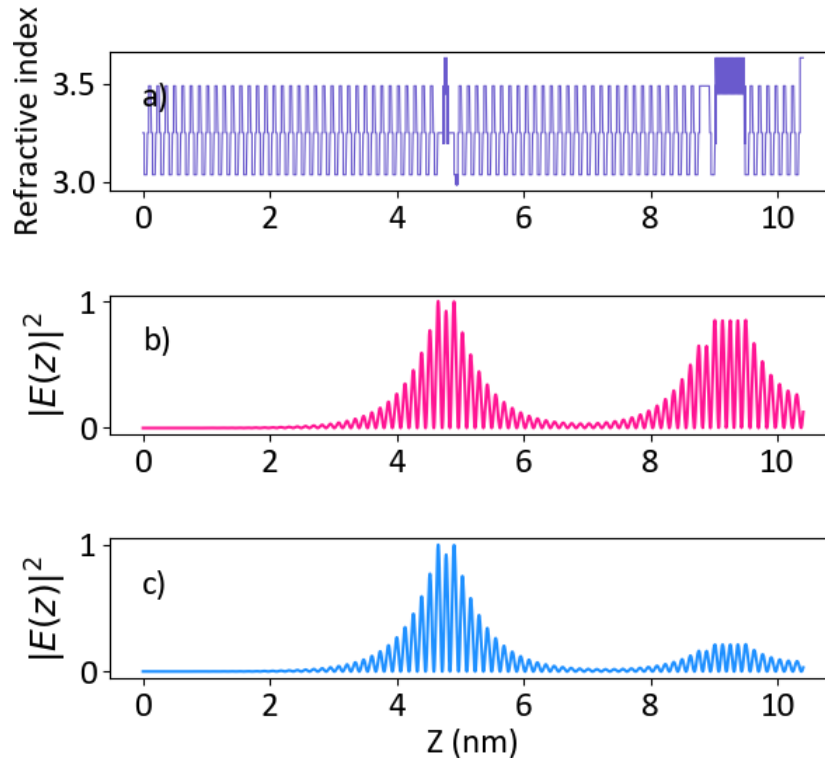 Refractive index
3.5
3.0
a)
0 2 4 6 8 10
|E(z)|²
1
0
b)
0 2 4 6 8 10
|E(z)|²
1
0
c)
0 2 4 6 8 10
Z (nm)